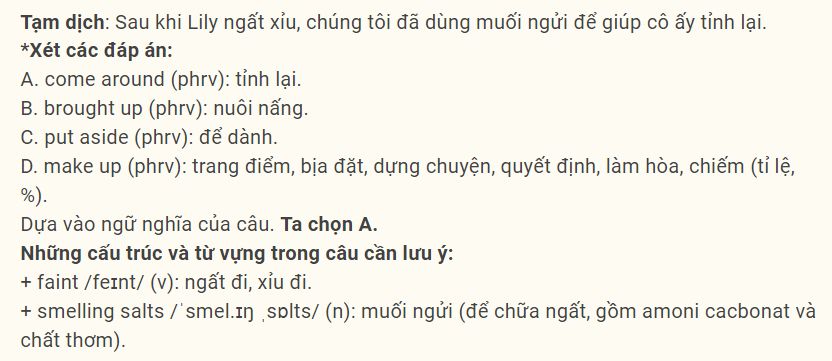 Tạm dịch: Sau khi Lily ngất xỉu, chúng tôi đã dùng muối ngửi để giúp cô ấy tỉnh lại.
*Xét các đáp án:
A. come around (phrv): tỉnh lại.
B. brought up (phrv): nuôi nấng.
C. put aside (phrv): để dành.
D. make up (phrv): trang điểm, bịa đặt, dựng chuyện, quyết định, làm hòa, chiếm (tỉ lệ,
%).
Dựa vào ngữ nghĩa của câu. Ta chọn A.
Những cấu trúc và từ vựng trong câu cần lưu ý:
+ faint /feɪnt/ (v): ngất đi, xỉu đi.
+ smelling salts /ˈsmel.ɪŋ ˌsɒlts/ (n): muối ngửi (để chữa ngất, gồm amoni cacbonat và
chất thơm).